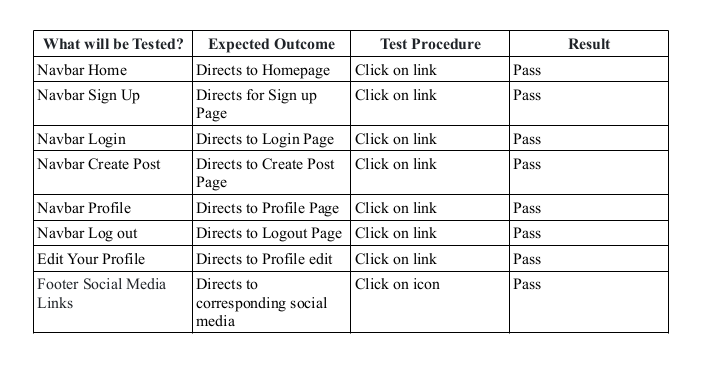 What will be Tested? Expected Outcome Test Procedure Result
Navbar Home Directs to Homepage Click on link Pass
Navbar Sign Up Directs for Sign up Click on link Pass
Page
Navbar Login Directs to Login Page Click on link Pass
Navbar Create Post Directs to Create Post Click on link Pass
Page
Navbar Profile Directs to Profile Page Click on link Pass
Navbar Log out Directs to Logout Page Click on link Pass
Edit Your Profile Directs to Profile edit Click on link Pass
Footer Social Media Directs to Click on icon Pass
Links corresponding social
media